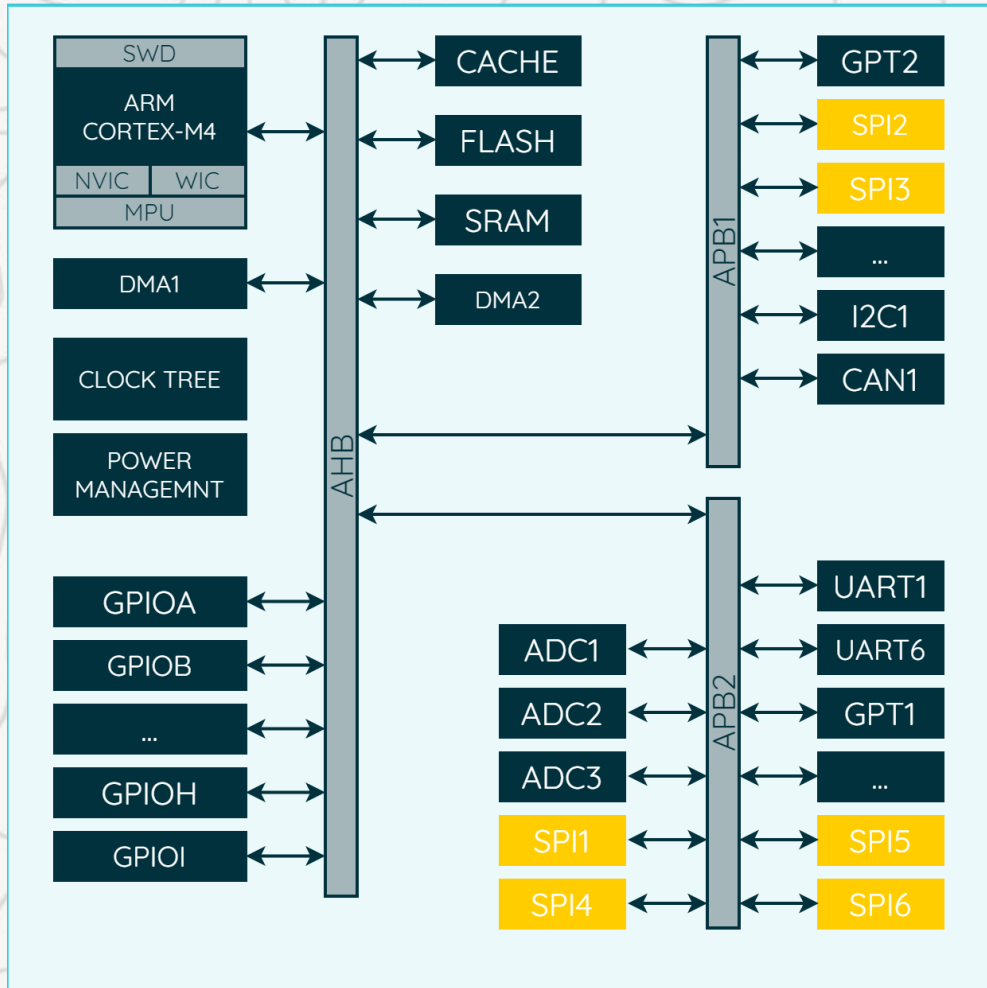 SWD
ARM
CORTEX-M4
NVIC
WIC
MPU
DMA1
CLOCK TREE
POWER
MANAGEMNT
GPIOA
GPIOB
...
GPIOH
GPIOI
AHB
CACHE
FLASH
SRAM
DMA2
APB1
GPT2
SPI2
SPI3
...
I2C1
CAN1
ADC1
ADC2
ADC3
SPI1
SPI4
APB2
UART1
UART6
GPT1
...
SPI5
SPI6